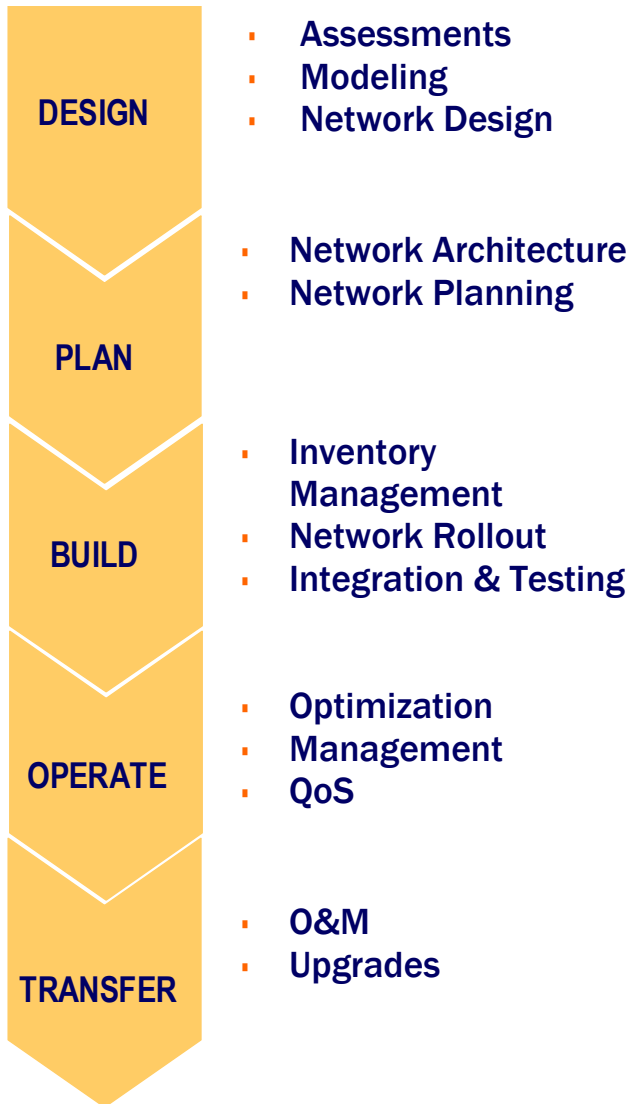 DESIGN
▪ Assessments
▪ Modeling
▪ Network Design
PLAN
▪ Network Architecture
▪ Network Planning
BUILD
▪ Inventory
Management
▪ Network Rollout
▪ Integration & Testing
OPERATE
▪ Optimization
▪ Management
▪ QoS
TRANSFER
▪ O&M
▪ Upgrades